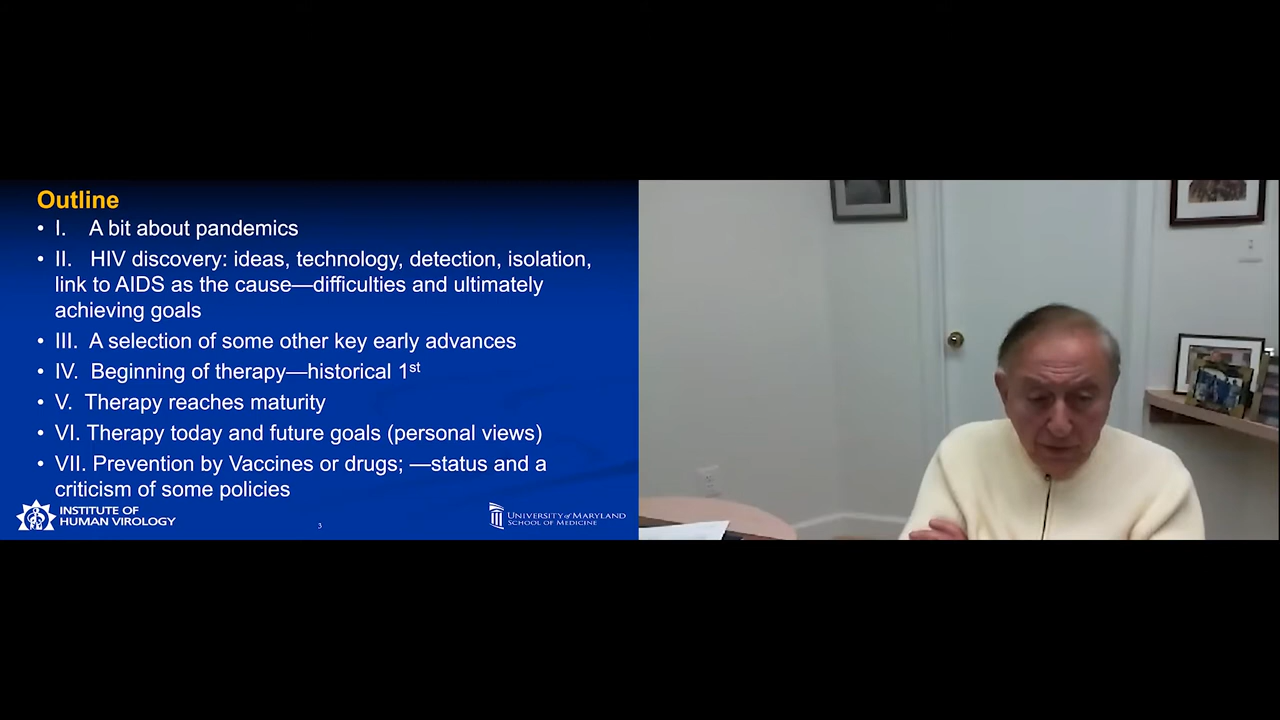 Outline
• I. A bit about pandemics
• II. HIV discovery: ideas, technology, detection, isolation,
link to AIDS as the cause—difficulties and ultimately
achieving goals
• III. A selection of some other key early advances
• IV. Beginning of therapy—historical 1st
• V. Therapy reaches maturity
• VI. Therapy today and future goals (personal views)
• VII. Prevention by Vaccines or drugs; —status and a
criticism of some policies
INSTITUTE OF
HUMAN VIROLOGY
3
UNIVERSITY of MARYLAND
SCHOOL OF MEDICINE